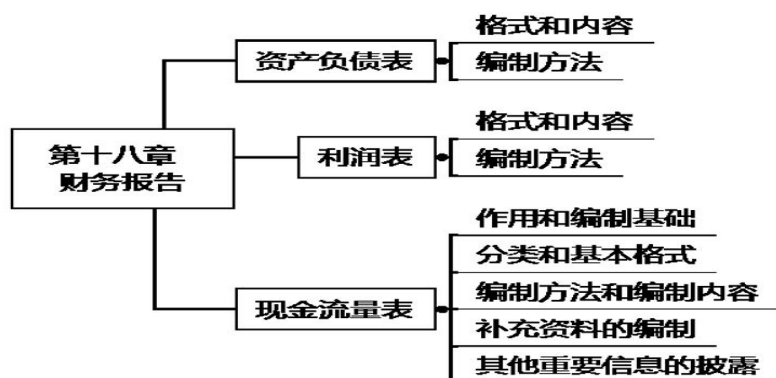 第十八章
财务报告
资产负债表
格式和内容
编制方法
利润表
格式和内容
编制方法
现金流量表
作用和编制基础
分类和基本格式
编制方法和编制内容
补充资料的编制
其他重要信息的披露